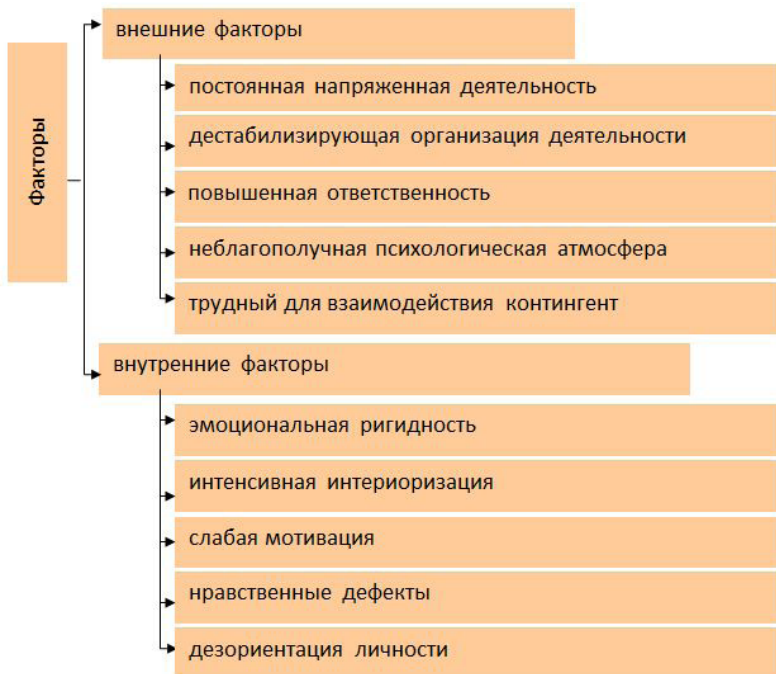 Факторы
внешние факторы
постоянная напряженная деятельность
дестабилизирующая организация деятельности
повышенная ответственность
неблагополучная психологическая атмосфера
трудный для взаимодействия контингент
внутренние факторы
эмоциональная ригидность
интенсивная интериоризация
слабая мотивация
нравственные дефекты
дезориентация личности